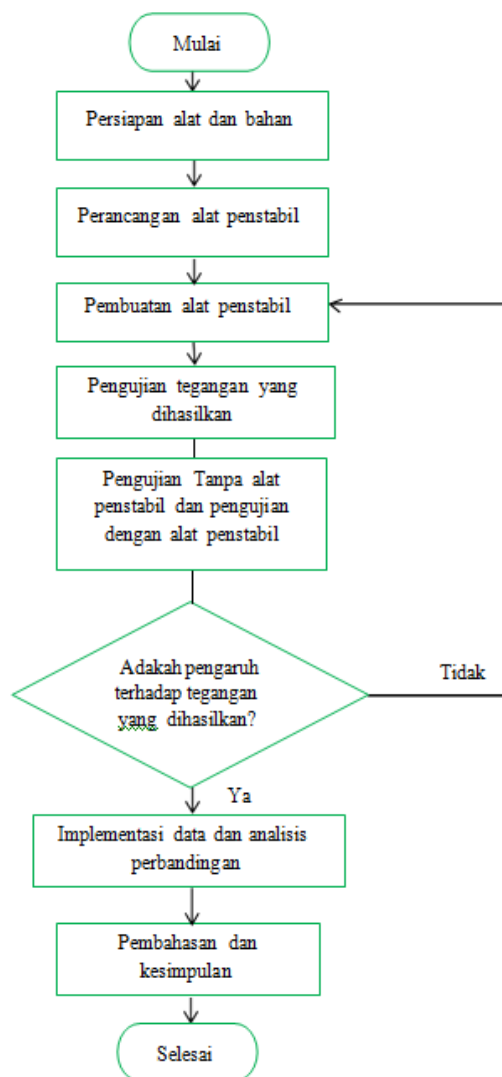 Mulai
Persiapan alat dan bahan
Perancangan alat penstabil
Pembuatan alat penstabil
Pengujian tegangan yang
dihasilkan
Pengujian Tanpa alat
penstabil dan pengujian
dengan alat penstabil
Adakah pengaruh
terhadap tegangan
yang dihasilkan?
Tidak
Ya
Implementasi data dan analisis
perbandingan
Pembahasan dan
kesimpulan
Selesai